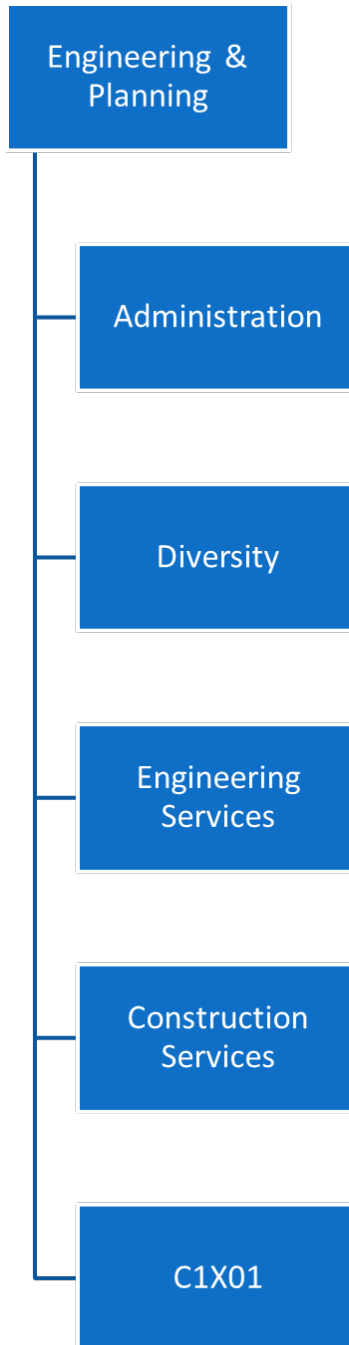 Engineering &
Planning
Administration
Diversity
Engineering
Services
Construction
Services
C1X01